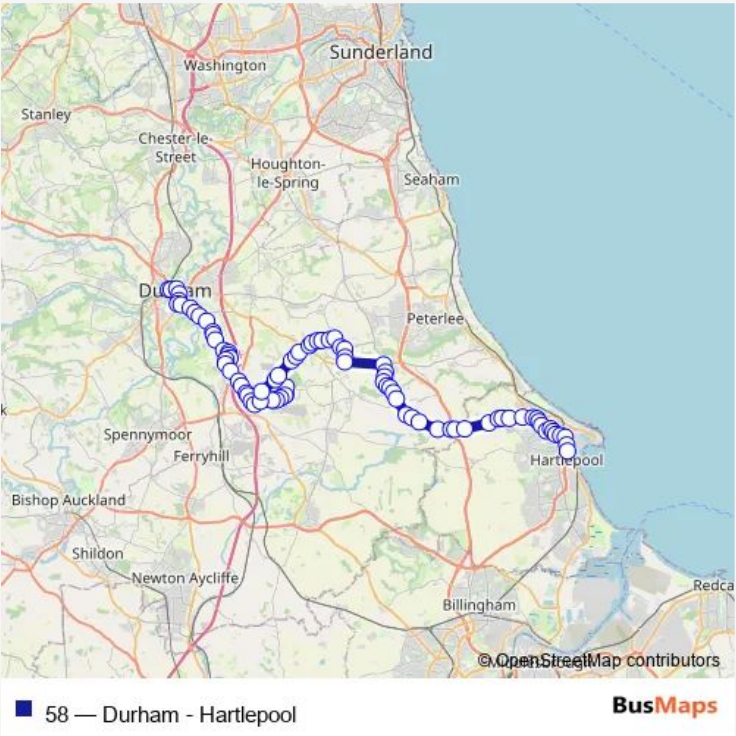 Sunderland
Washington
Stanley
Chester-le-
Street
Houghton-
le-Spring
Seaham
Durham
Peterlee
k
Spennymoor
Ferryhill
Hartlepool
Bishop Auckland
Shildon
Newton Aycliffe
Redca
Billingham
© OpenStreetMap contributors
58 — Durham - Hartlepool
BusMaps